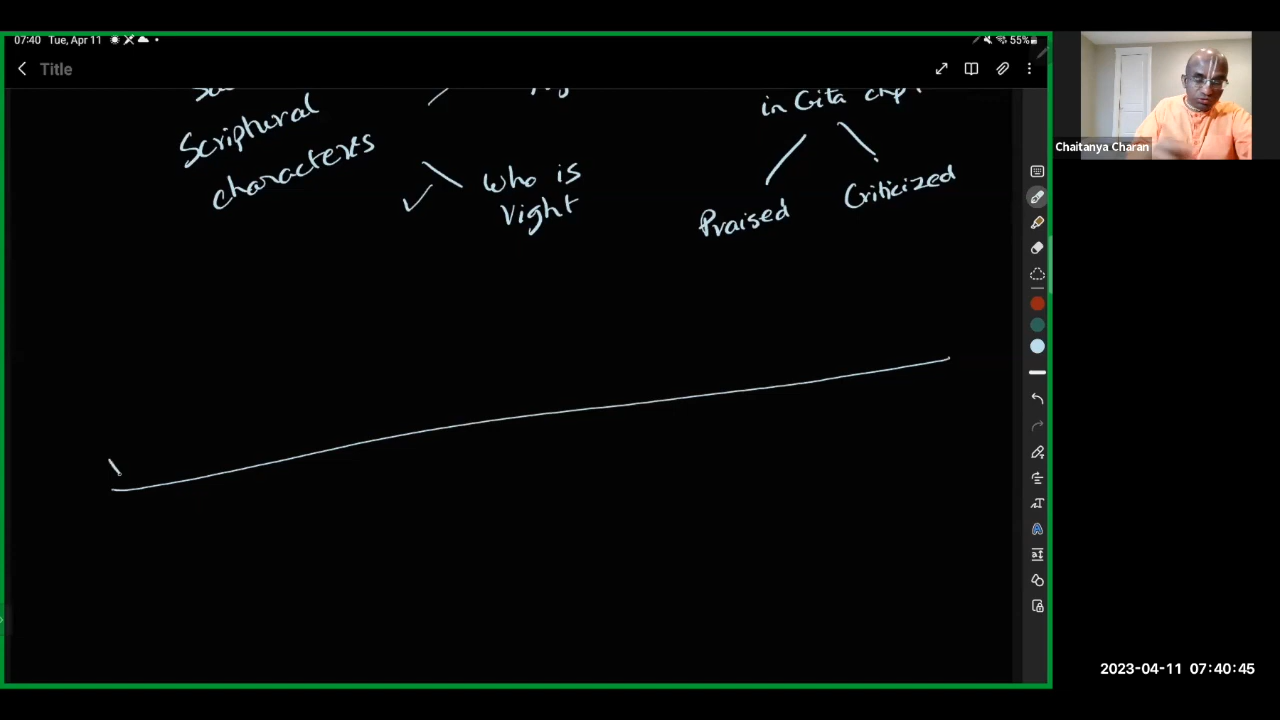 07:40 Tue, Apr 11
55%
Title
Scriptural
characters
who is
right
in Gita
Praised
Criticized
Chaitanya Charan
2023-04-11 07:40:45